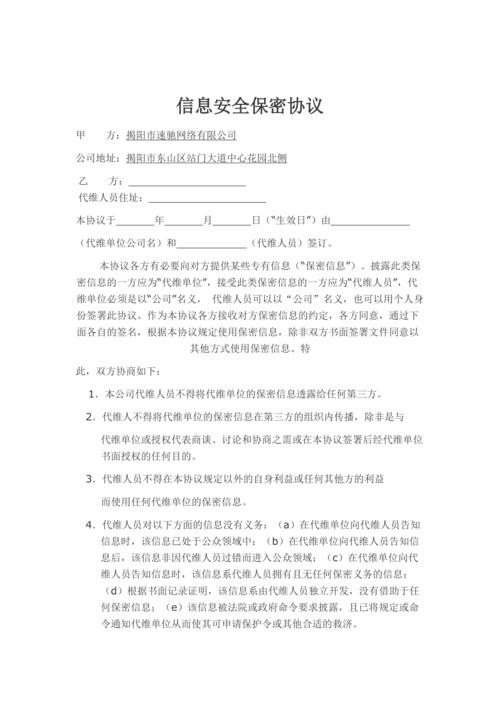 信息安全保密协议
甲 方：揭阳市速驰网络有限公司
公司地址：揭阳市东山区站门大道中心花园北侧
乙 方：
代维人员住址：
本协议于______年______月______日（“生效日”）由____________
（代维单位公司名）和___________（代维人员）签订。
本协议各方有必要向对方提供某些专有信息（“保密信息”）。披露此类保
密信息的一方应为“代维单位”，接受此类保密信息的一方应为“代维人员”，代
维单位必须是以“公司”名义， 代维人员可以以“公司”名义，也可以用个人身
份签署此协议。作为本协议各方接收对方保密信息的约定，各方同意，通过下
面各自的签名，根据本协议规定使用保密信息，除非双方书面签署文件同意以
其他方式使用保密信息。特
此，双方协商如下：
1．本公司代维人员不得将代维单位的保密信息透露给任何第三方。
2．代维人不得将代维单位的保密信息在第三方的组织内传播，除非是与
代维单位或授权代表商谈、讨论和协商之需或在本协议签署后经代维单位
书面授权的任何目的。
3．代维人员不得在本协议规定以外的自身利益或任何其他方的利益
而使用任何代维单位的保密信息。
4．代维人员对以下方面的信息没有义务：（a）在代维单位向代维人员告知
信息时，该信息已处于公众领域中；（b）在代维单位向代维人员告知信
息后，该信息非因代维人员过错而进入公众领域；（c）在代维单位向代
维人员告知信息时，该信息系代维人员拥有且无任何保密义务的信息；
（d）根据书面记录证明，该信息系由代维人员独立开发，没有借助于任
何保密信息；（e）该信息被法院或政府命令要求披露，且已将规定或命
令通知代维单位从而使其可申请保护令或其他合适的救济。